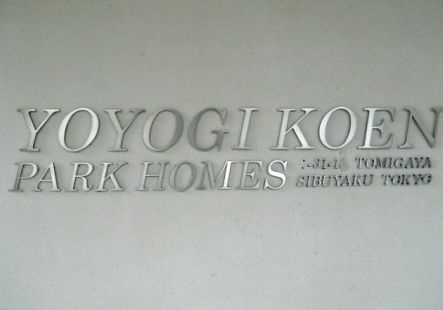 YOYOGI KOEN
PARK HOMES
TOMIGAYA
SIBUYAKU TOKYO